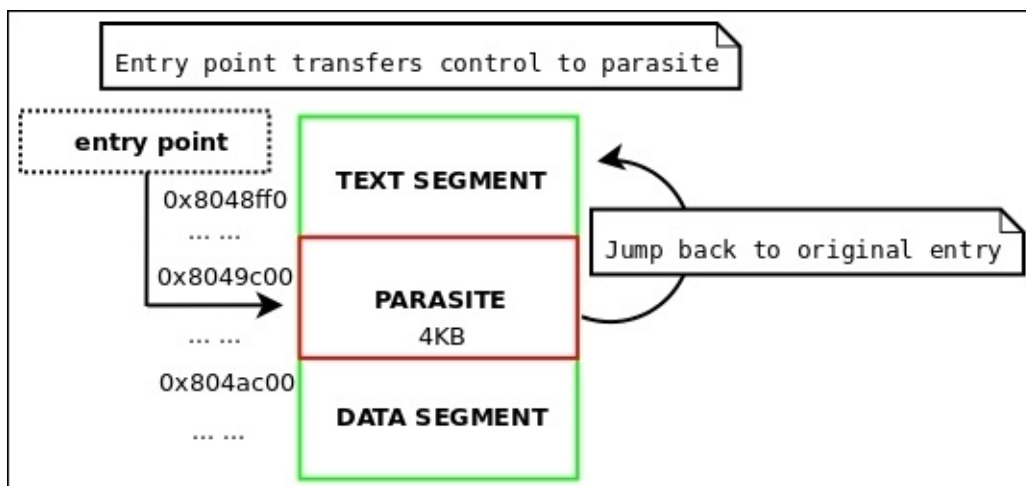 Entry point transfers control to parasite
entry point
TEXT SEGMENT
0x8048ff0
... ...
Jump back to original entry
0x8049c00
PARASITE
4KB
... ...
0x804ac00
DATA SEGMENT
... ...